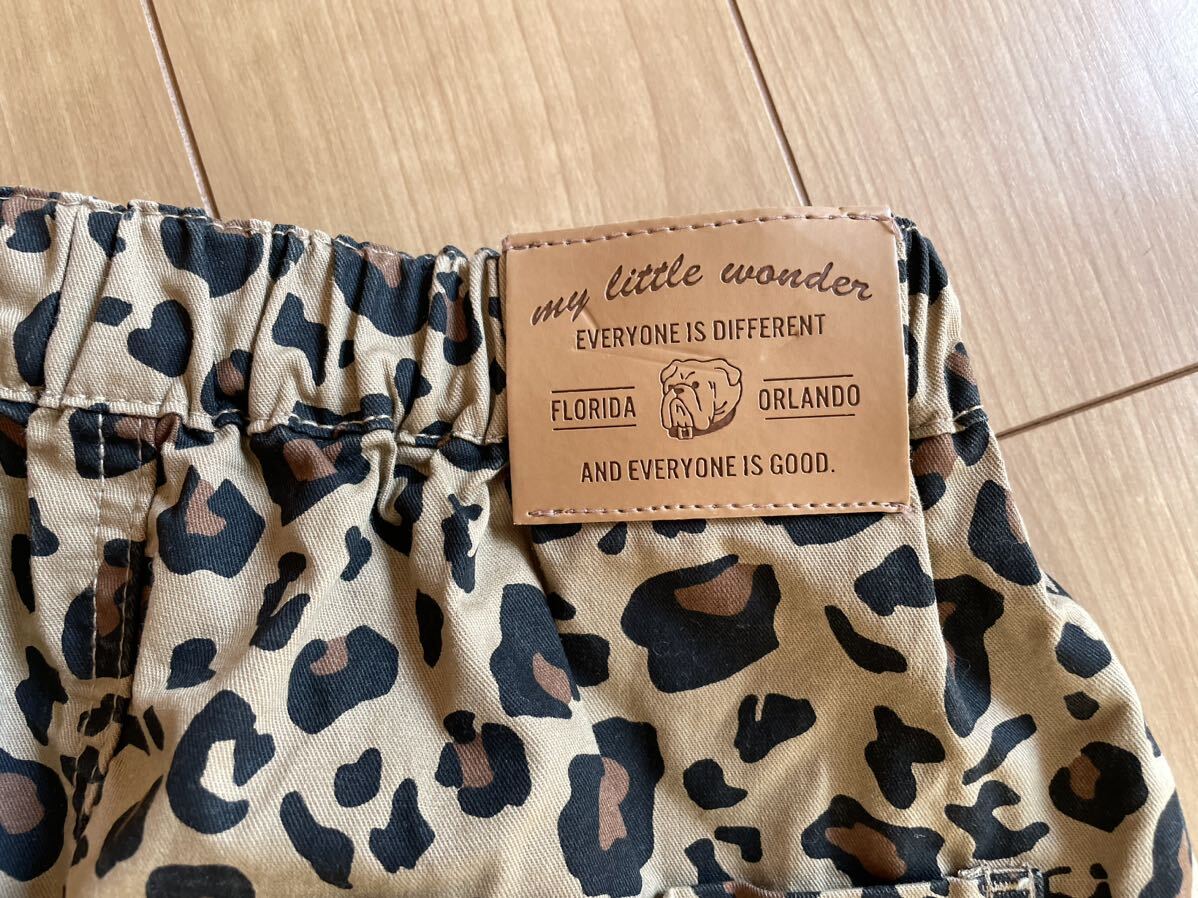 my little wonder
EVERYONE IS DIFFERENT
FLORIDA ORLANDO
AND EVERYONE IS GOOD.